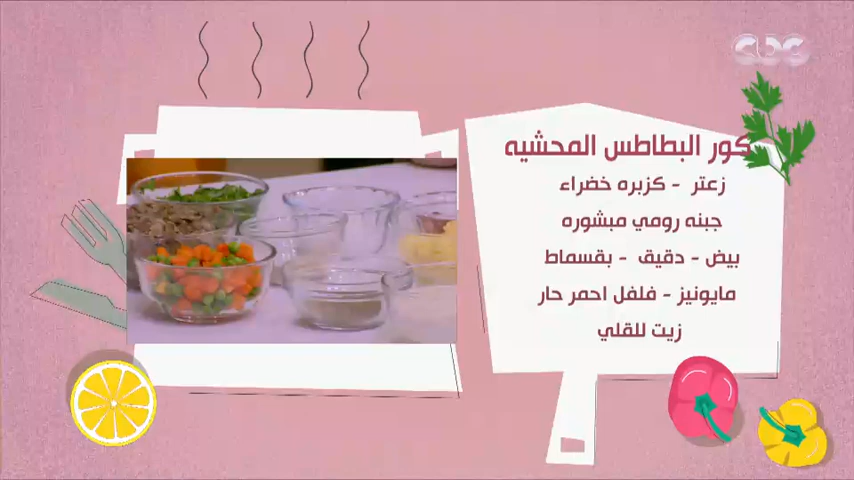 cbc
كور البطاطس المحشيه
زعتر - كزبره خضراء
جبنه رومي مبشوره
بيض - دقيق - بقسماط
مايونيز - فلفل احمر حار
زيت للقلي